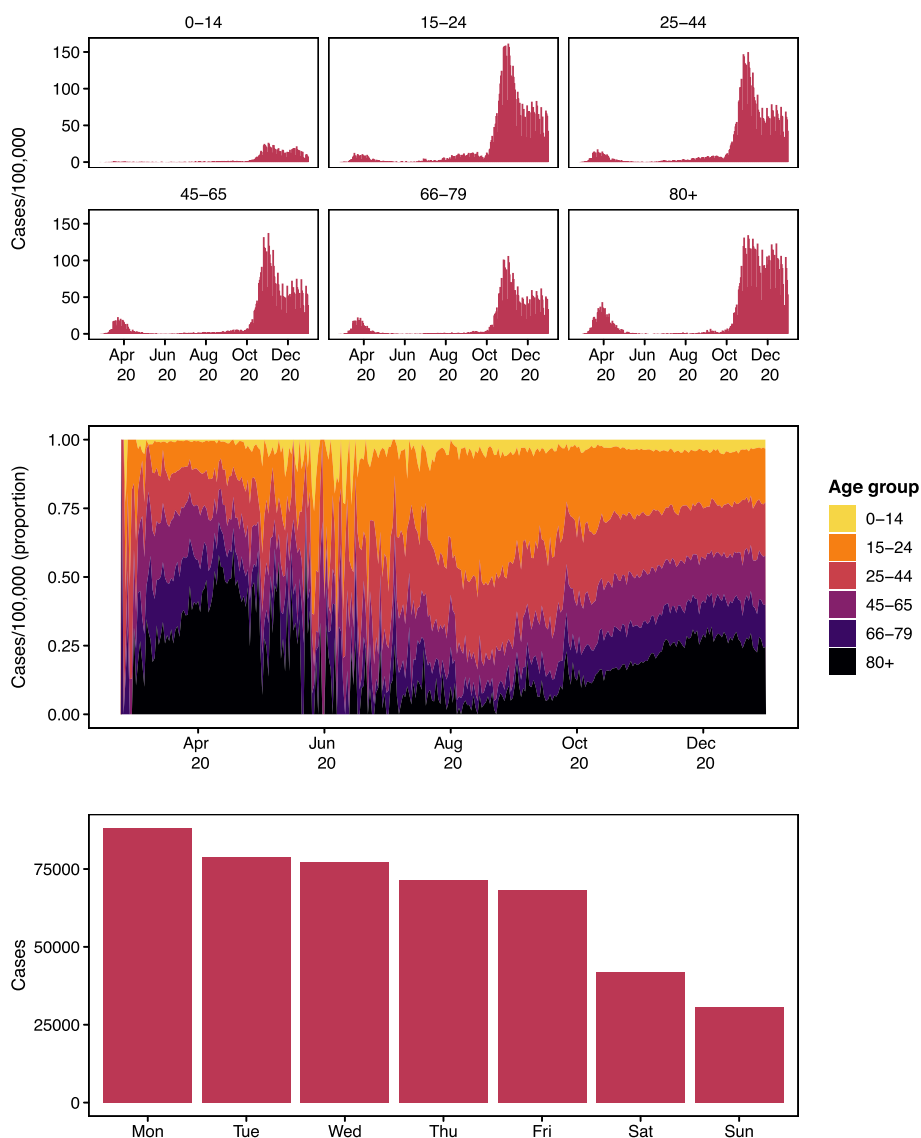 0−14 15−24 25−44
150
100
50
0
45−65 66−79 80+
150
100
50
0
Cases/100,000
Apr Jun Aug Oct Dec Apr Jun Aug Oct Dec Apr Jun Aug Oct Dec
20 20 20 20 20 20 20 20 20 20 20 20 20 20 20
1.00
0.75
0.50
0.25
0.00
Cases/100,000 (proportion)
Apr Jun Aug Oct Dec
20 20 20 20 20
Age group
0−14
15−24
25−44
45−65
66−79
80+
75000
50000
25000
0
Cases
Mon Tue Wed Thu Fri Sat Sun